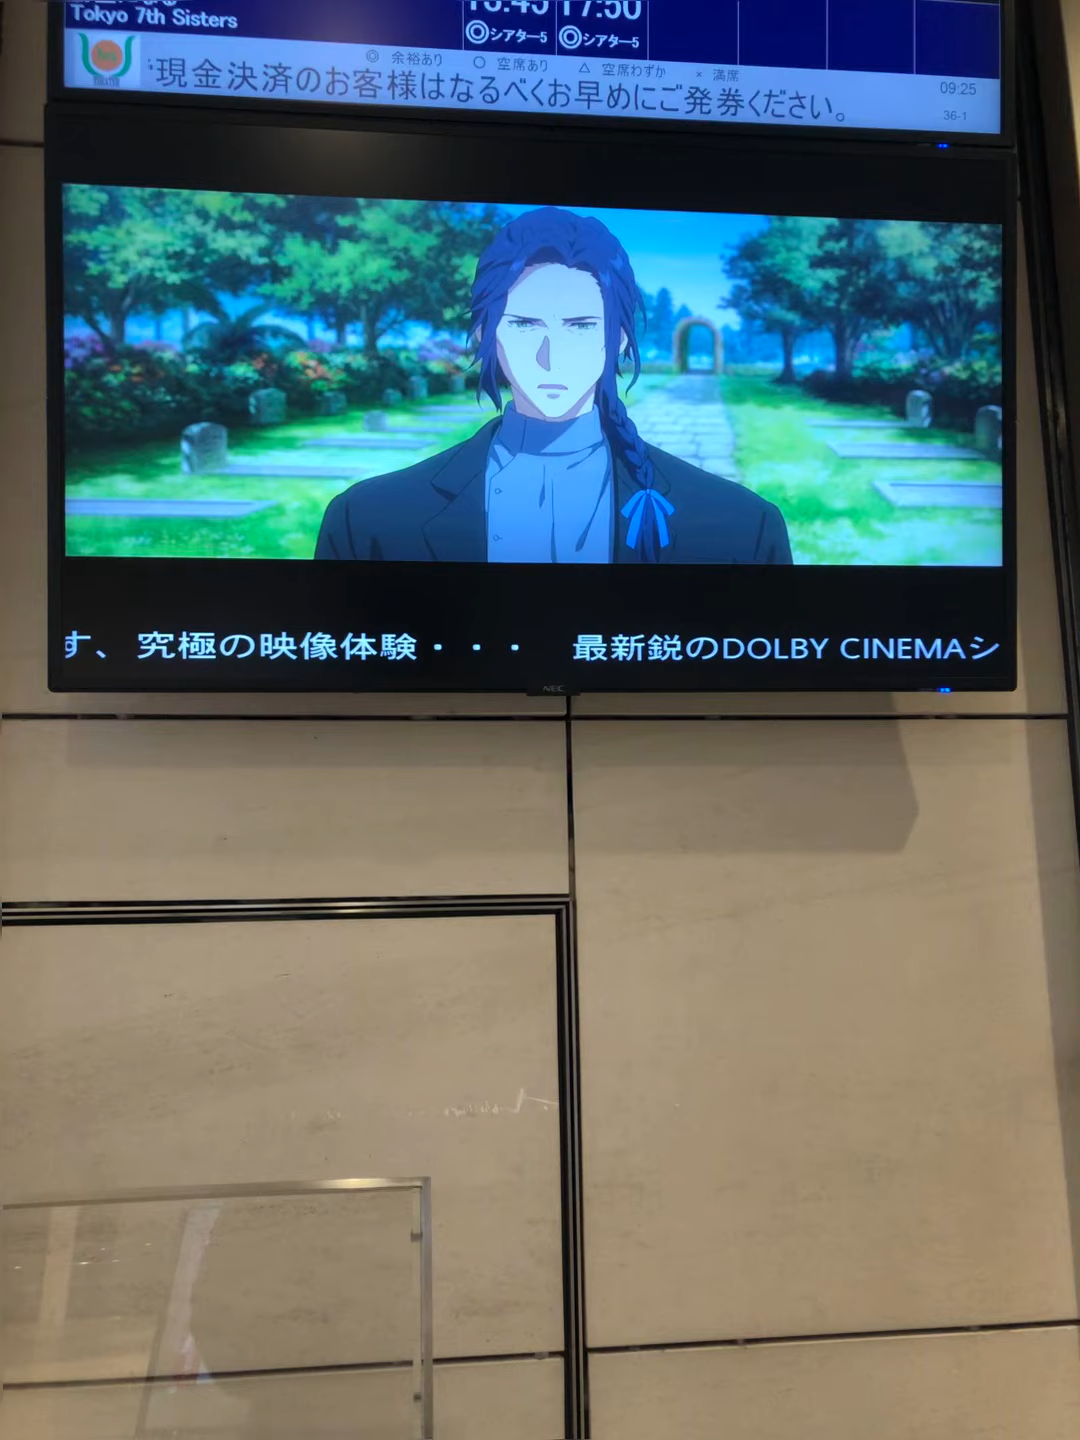 Tokyo 7th Sisters
17:50
◎シアター5 ◎シアター5
◎ 余裕あり ○ 空席あり △ 空席わずか × 満席
09:25
現金決済のお客様はなるべくお早めにご発券ください。
36-1
す、究極の映像体験・・・ 最新鋭のDOLBY CINEMAシ
NEC